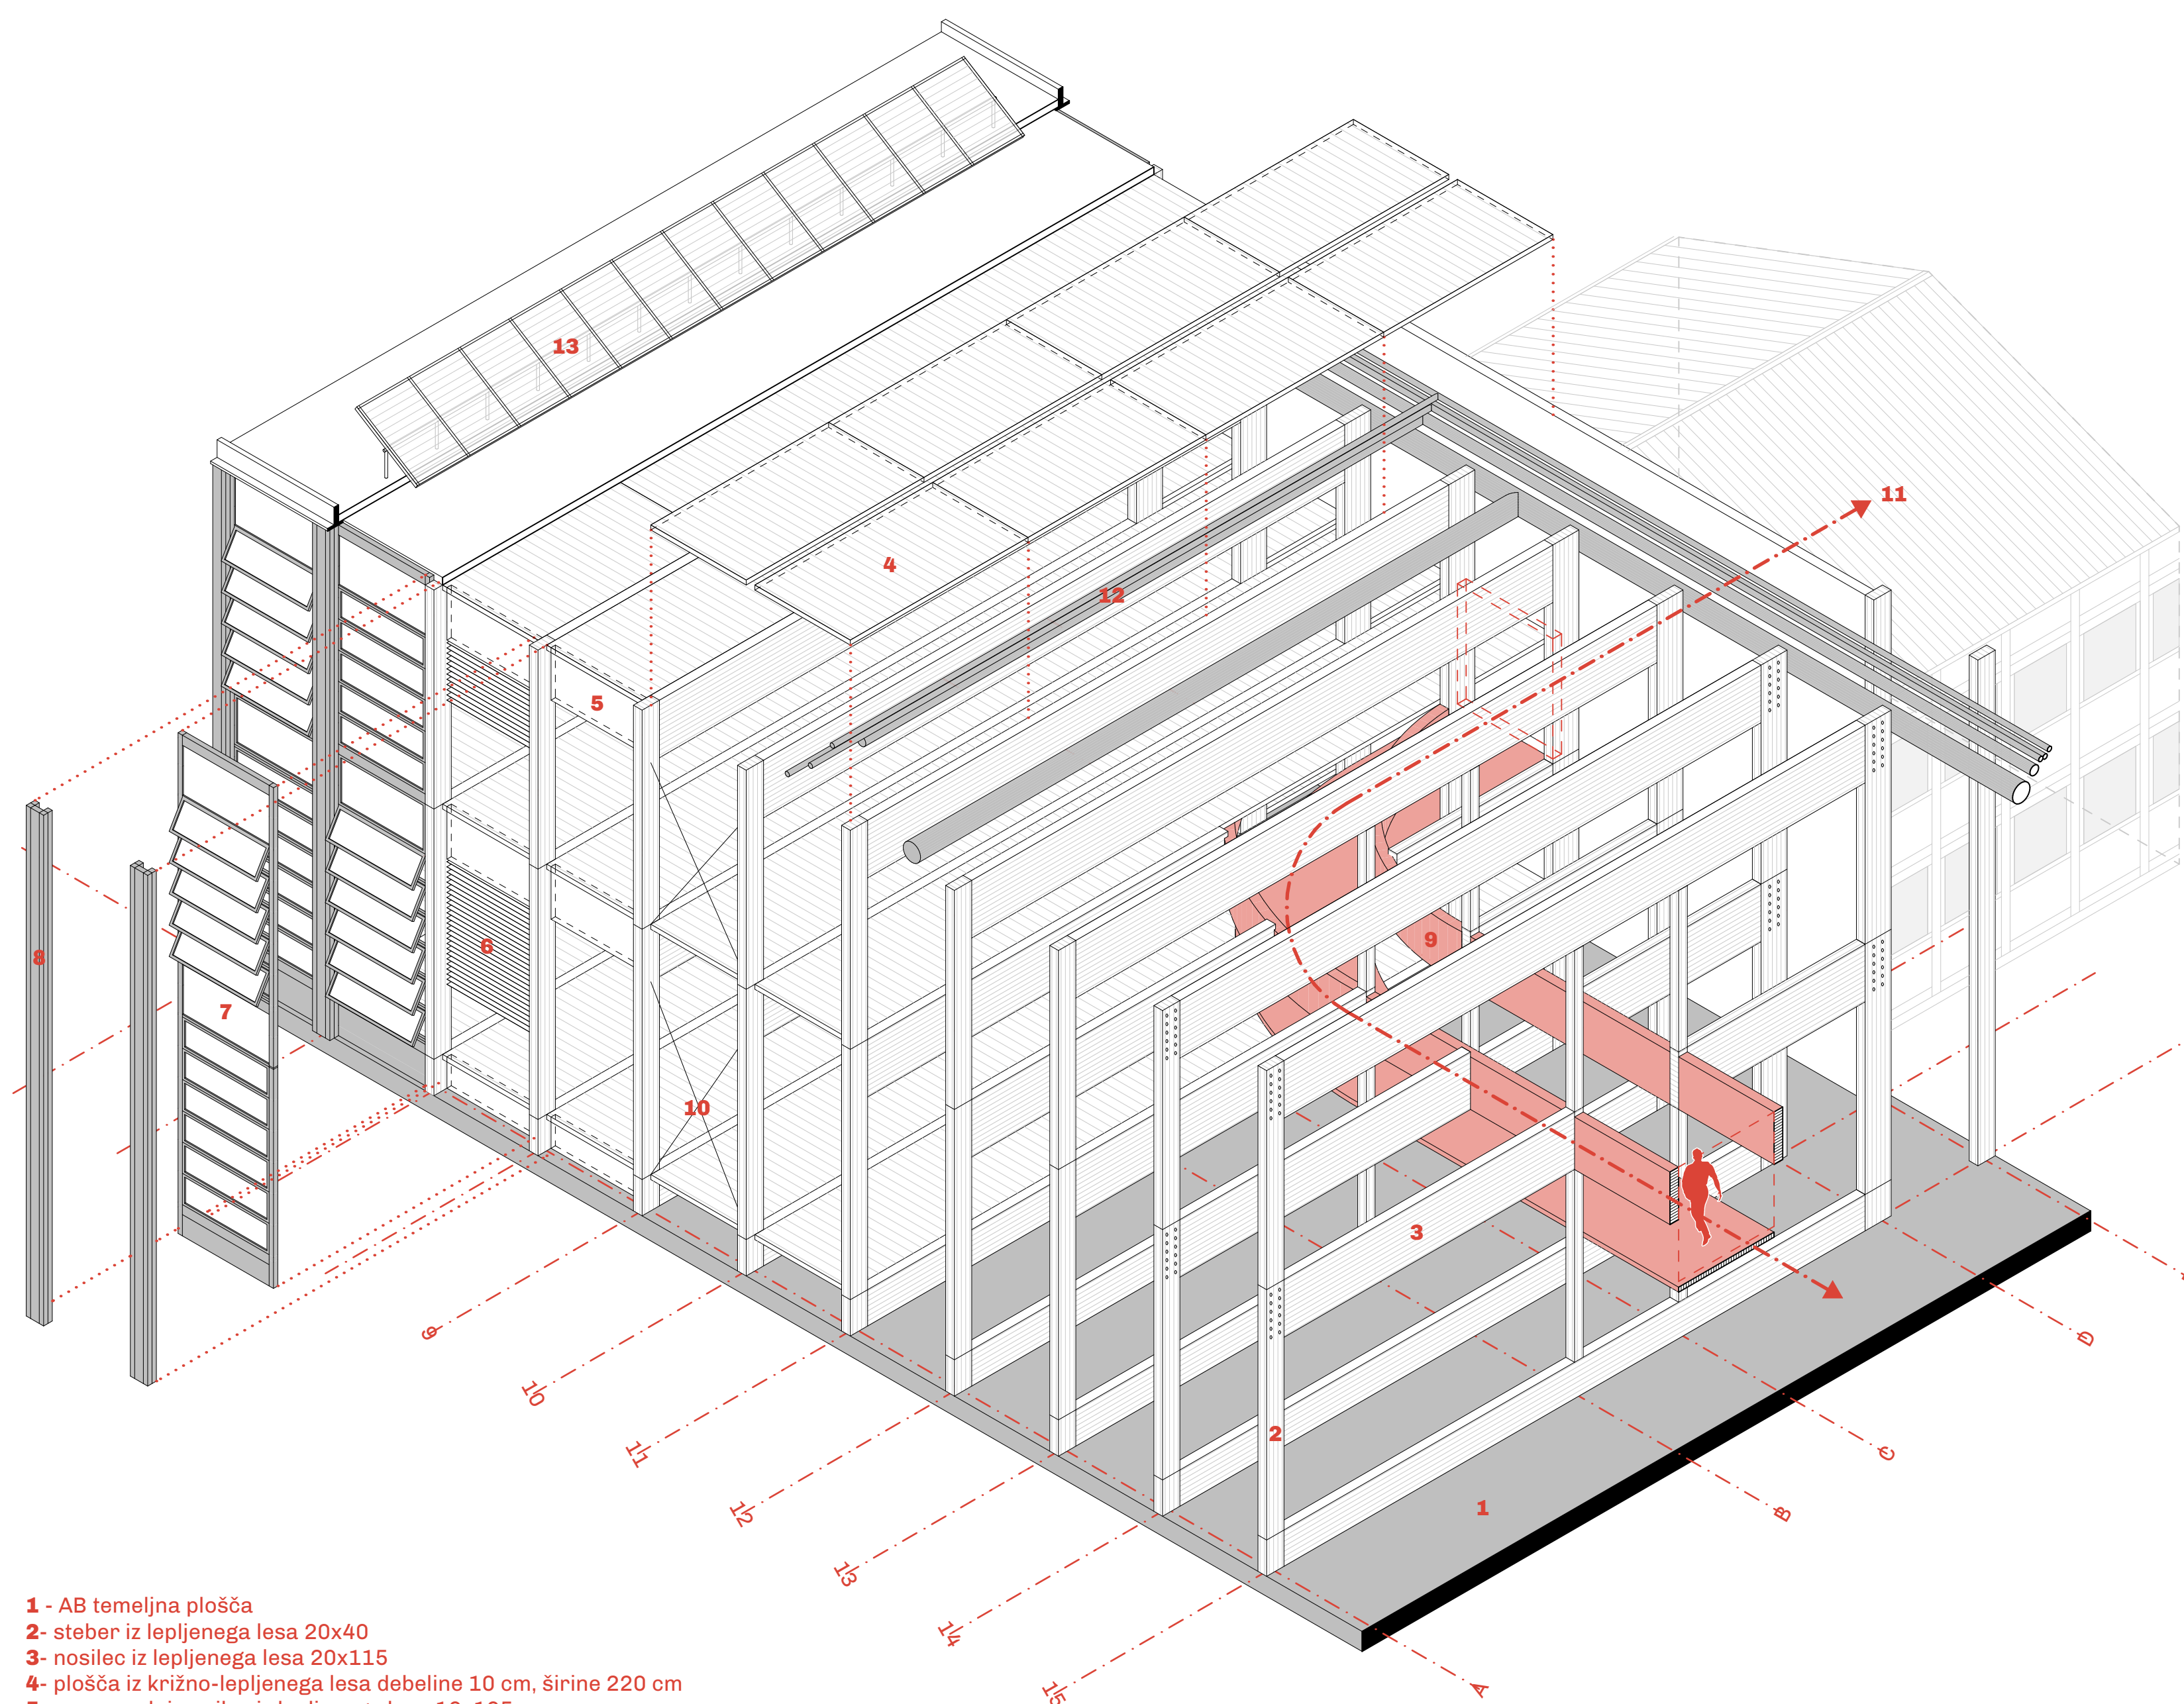 13
11
4
12
5
9
8
6
7
10
3
9
D
10
2
C
11
1
B
12
13
14
15
A
1 - AB temeljna plošča
2- steber iz lepljenega lesa 20x40
3- nosilec iz lepljenega lesa 20x115
4- plošča iz križno-lepljenega lesa debeline 10 cm, širine 220 cm